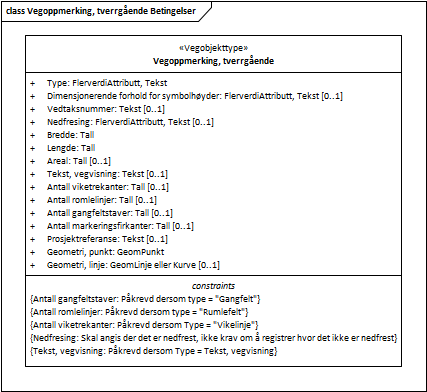 class Vegoppmerking, tverrgående Betingelser
«Vegobjekttype»
Vegoppmerking, tverrgående
+ Type: FlerverdiAttributt, Tekst
+ Dimensjonerende forhold for symbolhøyder: FlerverdiAttributt, Tekst [0..1]
+ Vedtaksnummer: Tekst [0..1]
+ Nedfresing: FlerverdiAttributt, Tekst [0..1]
+ Bredde: Tall
+ Lengde: Tall
+ Areal: Tall [0..1]
+ Tekst, vegvisning: Tekst [0..1]
+ Antall viketrekanter: Tall [0..1]
+ Antall romlelinjer: Tall [0..1]
+ Antall gangfeltstaver: Tall [0..1]
+ Antall markeringsfirkanter: Tall [0..1]
+ Prosjektreferanse: Tekst [0..1]
+ Geometri, punkt: GeomPunkt
+ Geometri, linje: GeomLinje eller Kurve [0..1]
constraints
{Antall gangfeltstaver: Påkrevd dersom type = "Gangfelt"}
{Antall romlelinjer: Påkrevd dersom type = "Rumlefelt"}
{Antall viketrekanter: Påkrevd dersom Type = "Vikelinje"}
{Nedfresing: Skal angis der det er nedfrest, ikke krav om å registrer hvor det ikke er nedfrest}
{Tekst, vegvisning: Påkrevd dersom Type = Tekst, vegvisning}